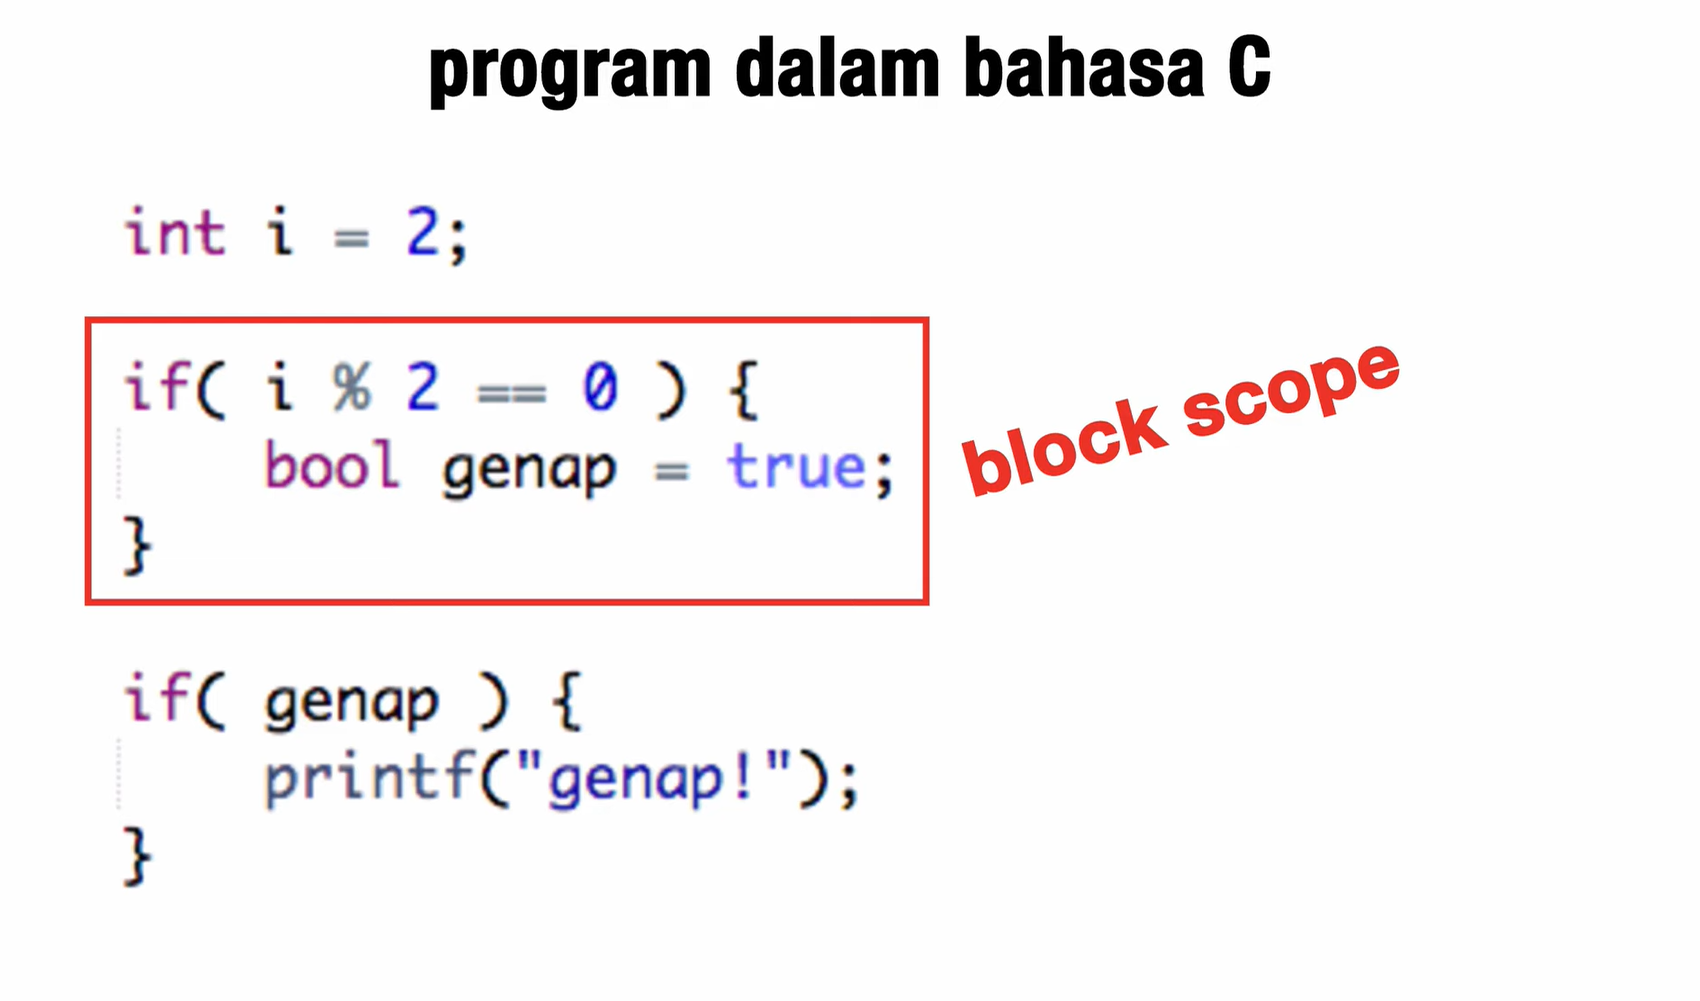 program dalam bahasa C
int i = 2;
if( i % 2 == 0 ) {
bool genap = true;
}
block scope
if( genap ) {
printf("genap!");
}